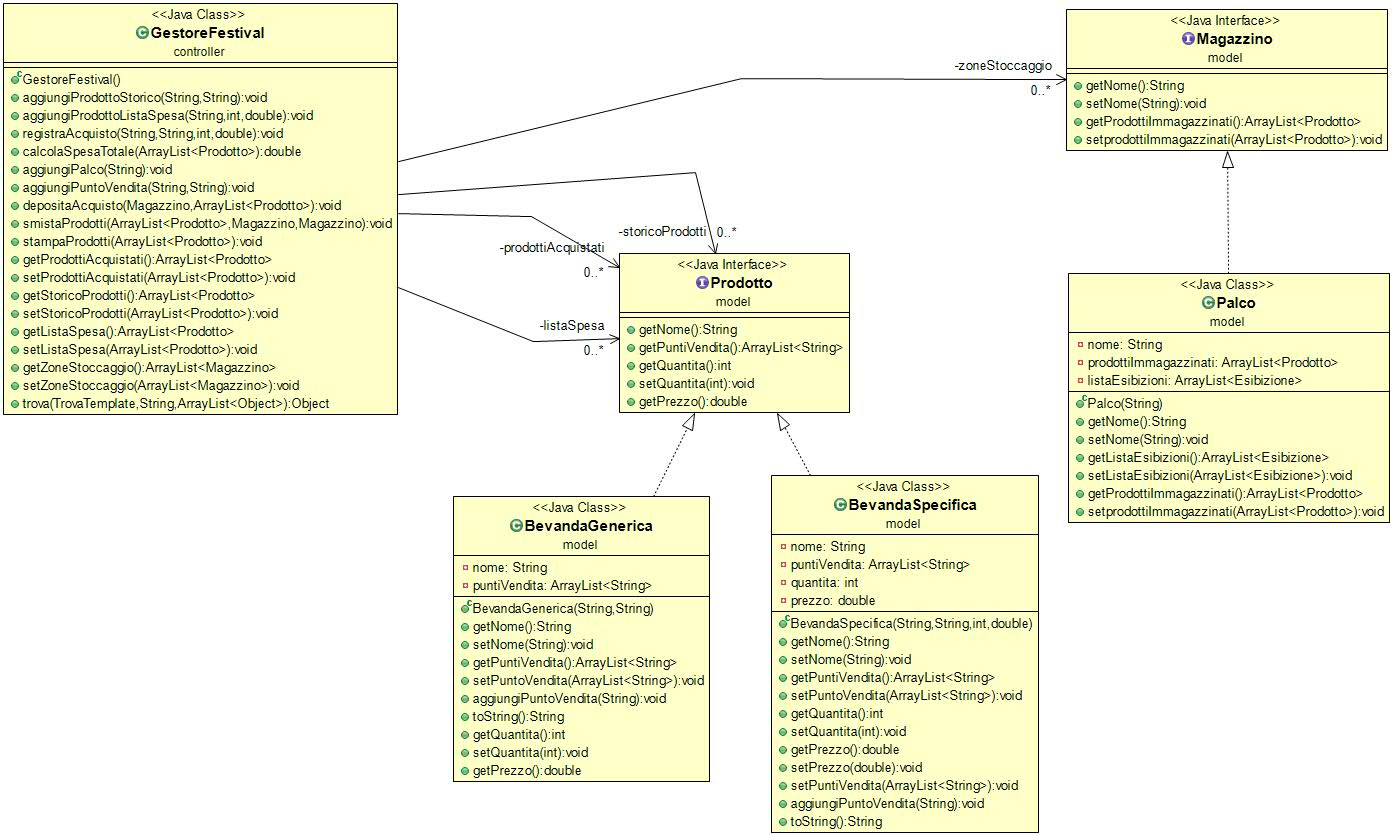 <<Java Class>>
GestoreFestival
controller
GestoreFestival()
aggiungiProdottoStorico(String,String):void
aggiungiProdottoListaSpesa(String,int,double):void
registraAcquisto(String,String,int,double):void
calcolaSpesaTotale(ArrayList<Prodotto>):double
aggiungiPalco(String):void
aggiungiPuntoVendita(String,String):void
depositaAcquisto(Magazzino,ArrayList<Prodotto>):void
smistaProdotti(ArrayList<Prodotto>,Magazzino,Magazzino):void
stampaProdotti(ArrayList<Prodotto>):void
getProdottiAcquistati():ArrayList<Prodotto>
setProdottiAcquistati(ArrayList<Prodotto>):void
getStoricoProdotti():ArrayList<Prodotto>
setStoricoProdotti(ArrayList<Prodotto>):void
getListaSpesa():ArrayList<Prodotto>
setListaSpesa(ArrayList<Prodotto>):void
getZoneStoccaggio():ArrayList<Magazzino>
setZoneStoccaggio(ArrayList<Magazzino>):void
trova(TrovaTemplate,String,ArrayList<Object>):Object
-zoneStoccaggio
0..*
-storicoProdotti
0..*
-prodottiAcquistati
0..*
-listaSpesa
0..*
<<Java Interface>>
Magazzino
model
getNome():String
setNome(String):void
getProdottiImmagazzinati():ArrayList<Prodotto>
setprodottiImmagazzinati(ArrayList<Prodotto>):void
<<Java Interface>>
Prodotto
model
getNome():String
getPuntiVendita():ArrayList<String>
getQuantita():int
setQuantita(int):void
getPrezzo():double
<<Java Class>>
Palco
model
nome: String
prodottiImmagazzinati: ArrayList<Prodotto>
listaEsibizioni: ArrayList<Esibizione>
Palco(String)
getNome():String
setNome(String):void
getListaEsibizioni():ArrayList<Esibizione>
setListaEsibizioni(ArrayList<Esibizione>):void
getProdottiImmagazzinati():ArrayList<Prodotto>
setprodottiImmagazzinati(ArrayList<Prodotto>):void
<<Java Class>>
BevandaGenerica
model
nome: String
puntiVendita: ArrayList<String>
BevandaGenerica(String,String)
getNome():String
setNome(String):void
getPuntiVendita():ArrayList<String>
setPuntoVendita(ArrayList<String>):void
aggiungiPuntoVendita(String):void
toString():String
getQuantita():int
setQuantita(int):void
getPrezzo():double
<<Java Class>>
BevandaSpecifica
model
nome: String
puntiVendita: ArrayList<String>
quantita: int
prezzo: double
BevandaSpecifica(String,String,int,double)
getNome():String
setNome(String):void
getPuntiVendita():ArrayList<String>
setPuntoVendita(ArrayList<String>):void
getQuantita():int
setQuantita(int):void
getPrezzo():double
setPrezzo(double):void
setPuntiVendita(ArrayList<String>):void
aggiungiPuntoVendita(String):void
toString():String